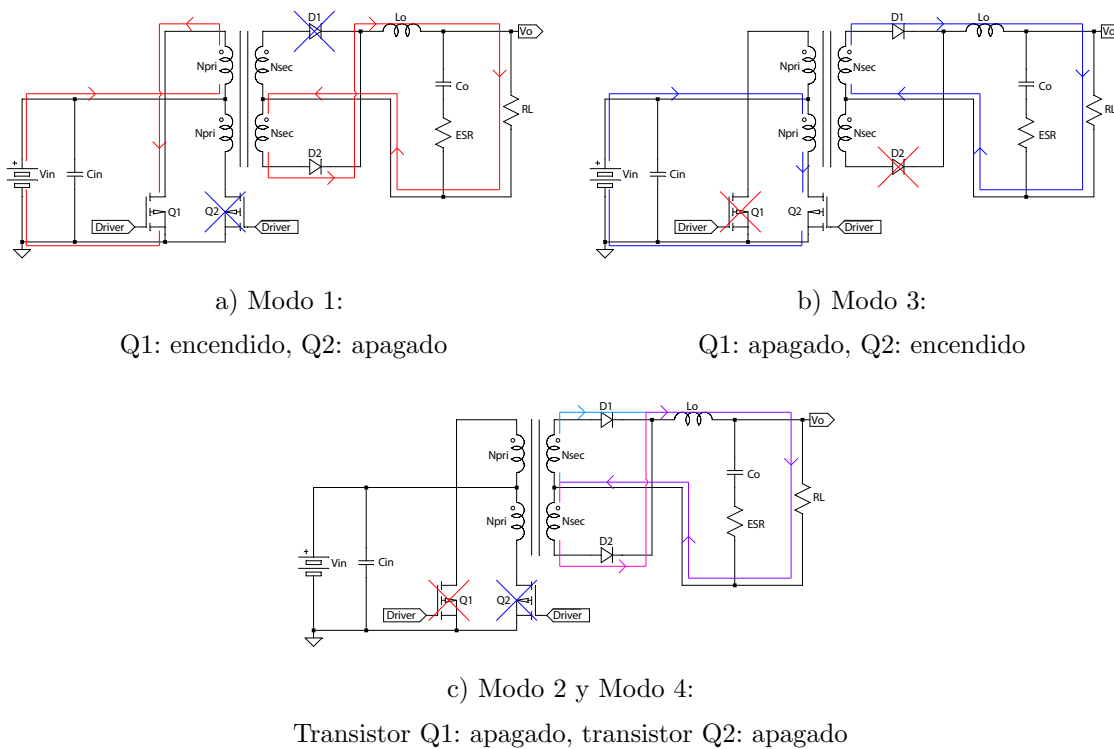 D1
Lo
Vo
Npri
Nsec
Co
RL
Npri
Nsec
ESR
D2
+
Vin
Cin
Q1
Q2
Driver
Driver
a) Modo 1:
Q1: encendido, Q2: apagado
D1
Lo
Vo
Npri
Nsec
Co
RL
Npri
Nsec
ESR
D2
+
Vin
Cin
Q1
Q2
Driver
Driver
b) Modo 3:
Q1: apagado, Q2: encendido
D1
Lo
Vo
Npri
Nsec
Co
RL
Npri
Nsec
ESR
D2
+
Vin
Cin
Q1
Q2
Driver
Driver
c) Modo 2 y Modo 4:
Transistor Q1: apagado, transistor Q2: apagado